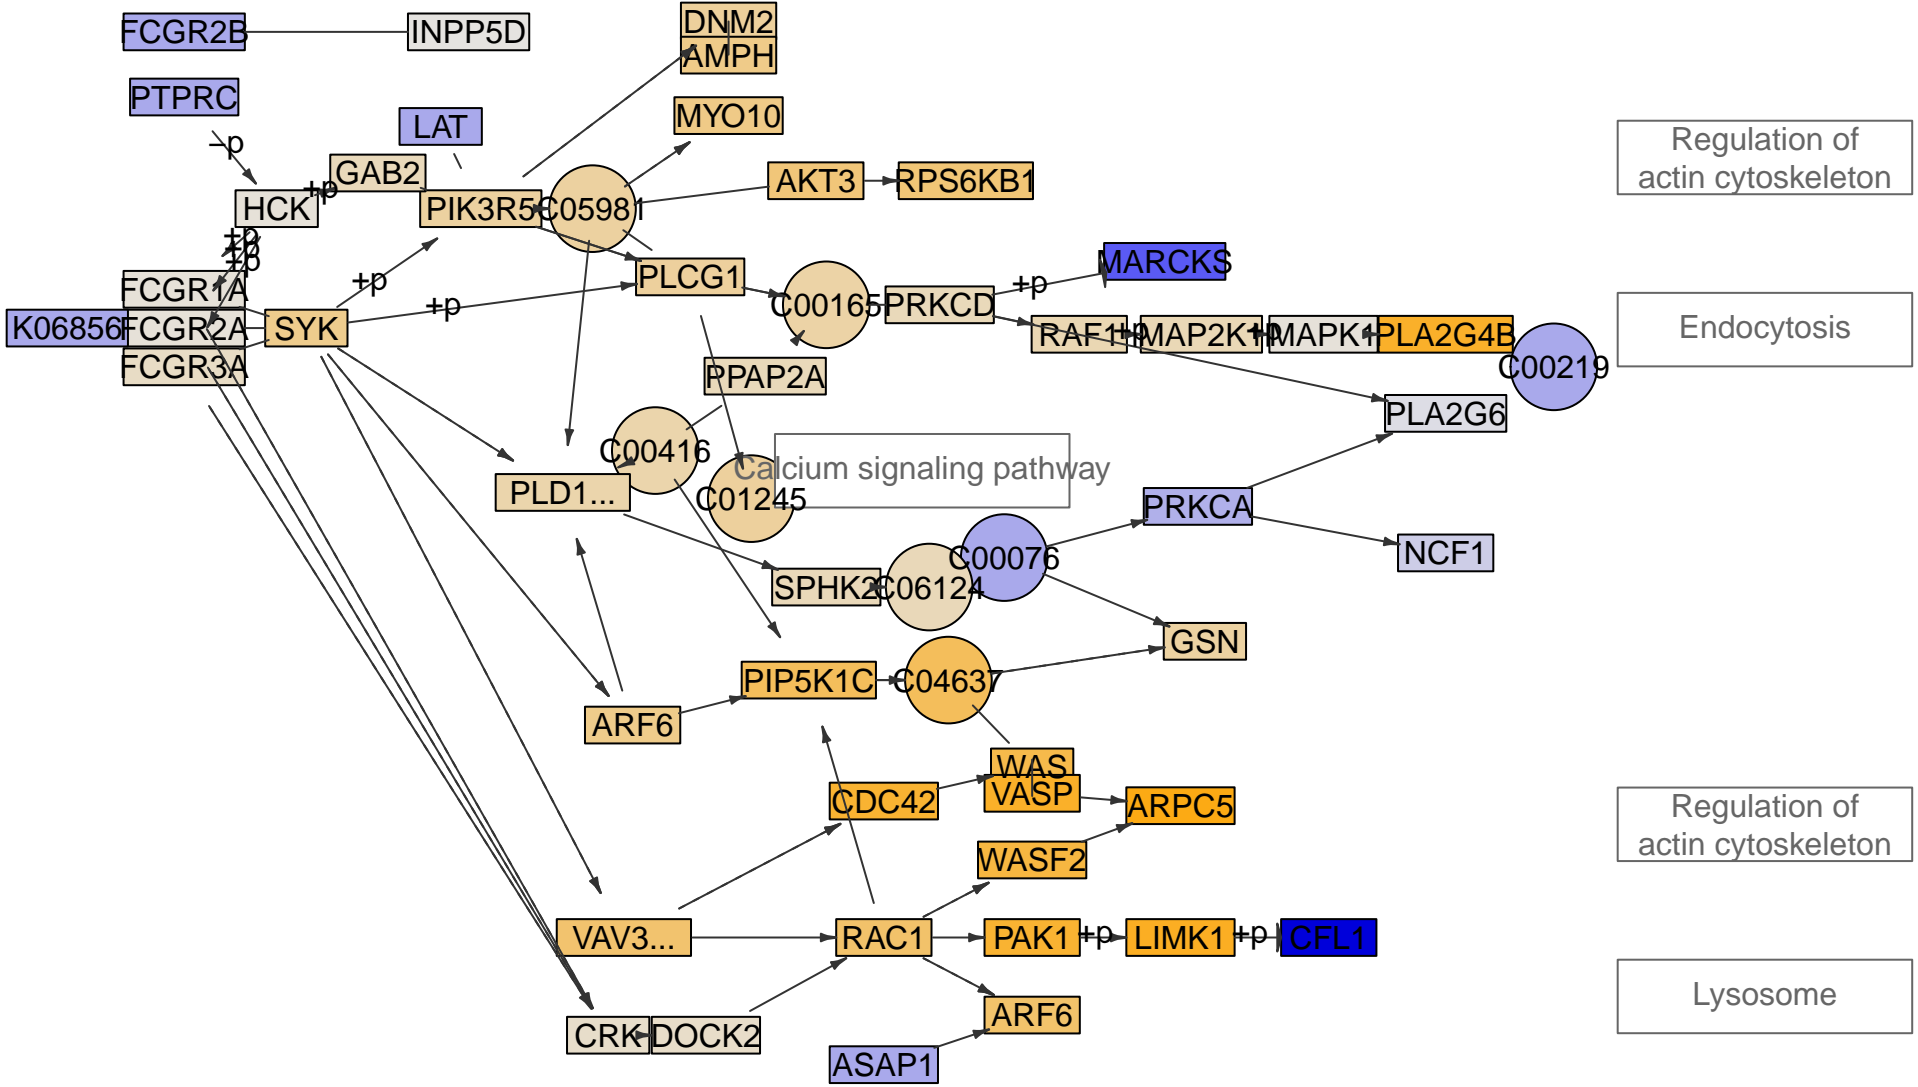 FCGR2B
INPP5D
DNM2
AMPH
PTPRC
LAT
MYO10
−p
GAB2
+p
HCK
PIK3R5
C05981
AKT3
RPS6KB1
Regulation of
actin cytoskeleton
+p
+p
+p
FCGR1A
+p
+p
PLCG1
C00165
PRKCD
+p
MARCKS
K06856
FCGR2A
SYK
RAF1
+p
MAP2K1
+p
MAPK1
PLA2G4B
Endocytosis
FCGR3A
PPAP2A
C00219
PLA2G6
C00416
Calcium signaling pathway
PLD1...
C01245
PRKCA
C00076
NCF1
SPHK2
C06124
GSN
PIP5K1C
C04637
ARF6
WAS
VASP
CDC42
ARPC5
Regulation of
actin cytoskeleton
WASF2
VAV3...
RAC1
PAK1
+p
LIMK1
+p
CFL1
Lysosome
ARF6
CRK
DOCK2
ASAP1